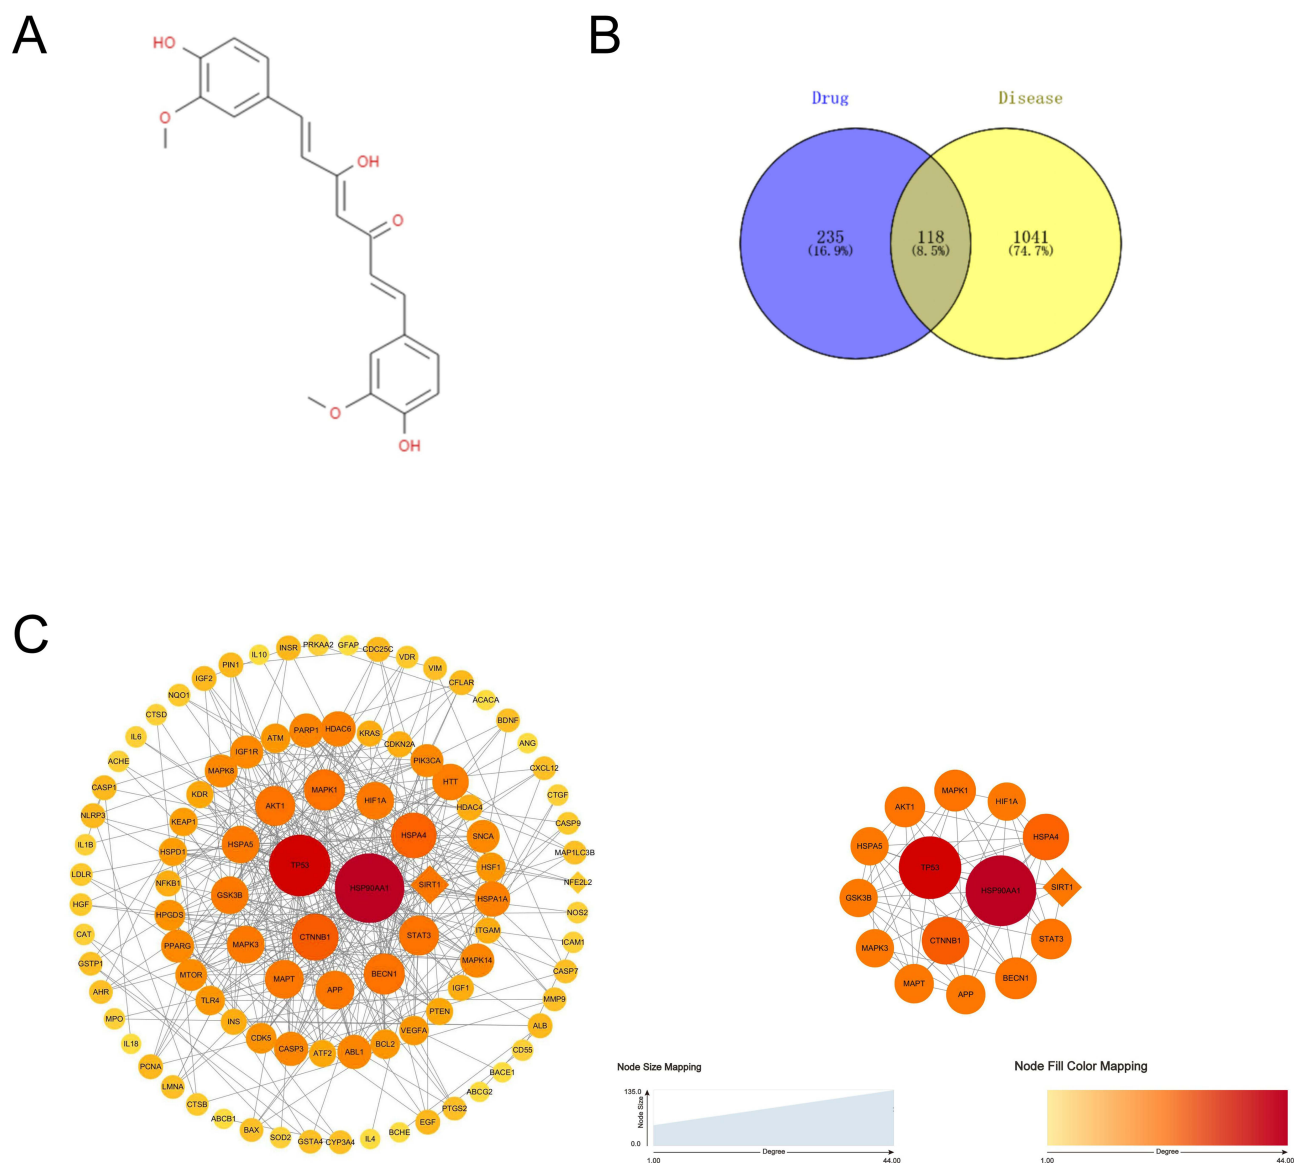 A
HO
O
OH
O
O
OH
B
Drug
Disease
235
(16.9%)
118
(8.5%)
1041
(74.7%)
C
IL10
INSR
PRKAA2
GFAP
CDC25C
VDR
VIM
CFLAR
ACACA
BDNF
ANG
CXCL12
CTGF
CASP9
MAP1LC3B
NFE2L2
NOS2
ICAM1
CASP7
MMP9
ALB
CD55
BACE1
ABCG2
PTGS2
EGF
BCHE
IL4
CYP3A4
GSTA4
SOD2
BAX
ABCB1
CTSB
LMNA
PCNA
IL18
MPO
AHR
GSTP1
CAT
HGF
LDLR
IL1B
NLRP3
CASP1
ACHE
IL6
CTSD
NQO1
IGF2
PIN1
PARP1
HDAC6
KRAS
CDKN2A
PIK3CA
HTT
HDAC4
SNCA
HSF1
HSPA1A
ITGAM
MAPK14
IGF1
PTEN
VEGFA
BCL2
ABL1
ATF2
CASP3
CDK5
INS
TLR4
MTOR
PPARG
HPGDS
NFKB1
HSPD1
KEAP1
KDR
MAPK8
IGF1R
ATM
MAPK1
HIF1A
HSPA4
SIRT1
STAT3
BECN1
APP
MAPT
MAPK3
GSK3B
HSPA5
AKT1
TP53
HSP90AA1
CTNNB1
MAPK1
AKT1
HIF1A
HSPA4
HSPA5
TP53
HSP90AA1
SIRT1
GSK3B
CTNNB1
STAT3
MAPK3
MAPT
APP
BECN1
Node Size Mapping
135.0
Node Size
0.0
1.00
Degree
44.00
Node Fill Color Mapping
1.00
Degree
44.00